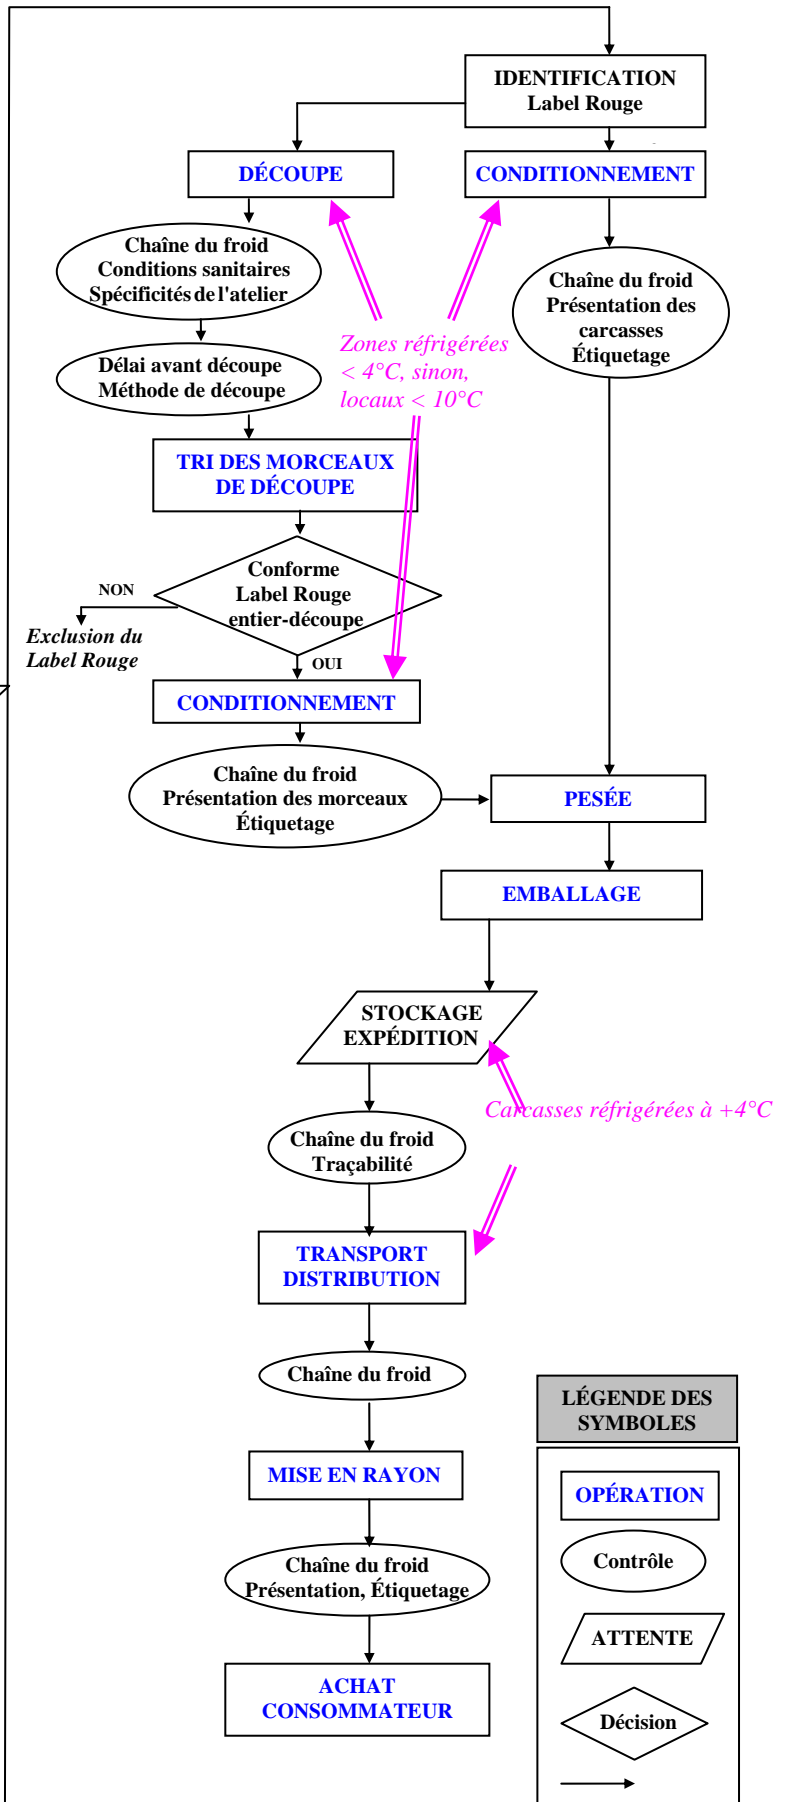 IDENTIFICATION
Label Rouge
DÉCOUPE
CONDITIONNEMENT
Chaîne du froid
Conditions sanitaires
Spécificités de l'atelier
Chaîne du froid
Présentation des
carcasses
Étiquetage
Zones réfrigérées
< 4°C, sinon,
locaux < 10°C
Délai avant découpe
Méthode de découpe
TRI DES MORCEAUX
DE DÉCOUPE
Conforme
Label Rouge
entier-découpe
NON
Exclusion du
Label Rouge
OUI
CONDITIONNEMENT
Chaîne du froid
Présentation des morceaux
Étiquetage
PESÉE
EMBALLAGE
STOCKAGE
EXPÉDITION
Carcasses réfrigérées à +4°C
Chaîne du froid
Traçabilité
TRANSPORT
DISTRIBUTION
Chaîne du froid
MISE EN RAYON
Chaîne du froid
Présentation, Étiquetage
ACHAT
CONSOMMATEUR
LÉGENDE DES
SYMBOLES
OPÉRATION
Contrôle
ATTENTE
Décision